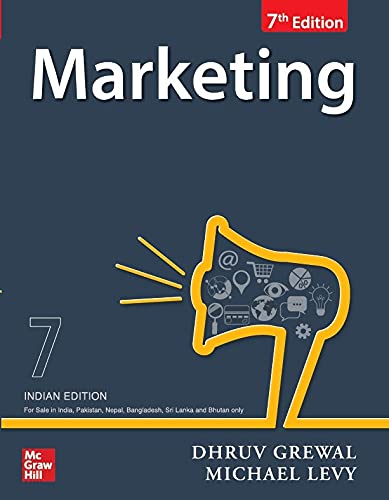 7th Edition
Marketing
7
INDIAN EDITION
For Sale in India, Pakistan, Nepal, Bangladesh, Sri Lanka and Bhutan only
Mc
Graw
Hill
DHRUV GREWAL
MICHAEL LEVY